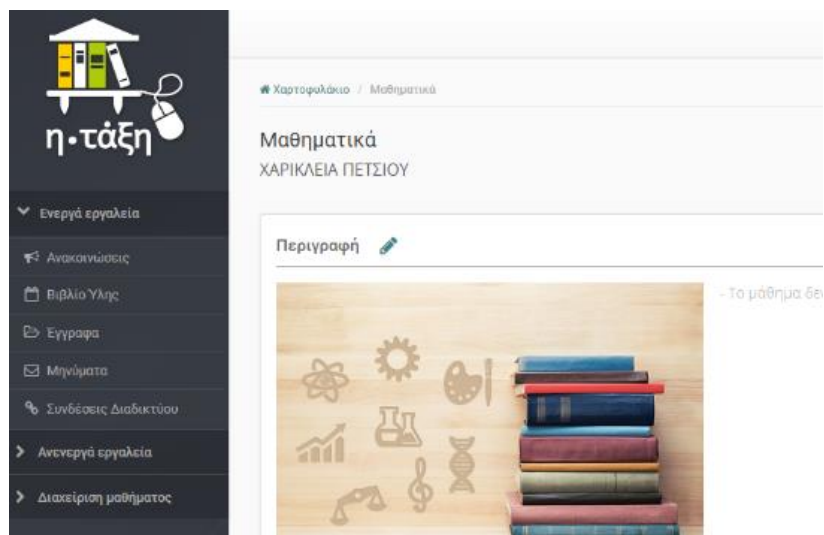 η•τάξη
Ενεργά εργαλεία
Ανακοινώσεις
Βιβλίο Ύλης
Έγγραφα
Μηνύματα
Συνδέσεις Διαδικτύου
Ανενεργά εργαλεία
Διαχείριση μαθήματος
Χαρτοφυλάκιο / Μαθηματικά
Μαθηματικά
ΧΑΡΙΚΛΕΙΑ ΠΕΤΣΙΟΥ
Περιγραφή
- Το μάθημα δεν